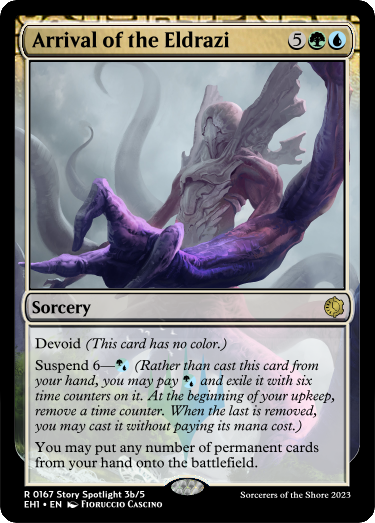 Arrival of the Eldrazi 5
Sorcery
Devoid (This card has no color.)
Suspend 6— (Rather than cast this card from
your hand, you may pay and exile it with six
time counters on it. At the beginning of your upkeep,
remove a time counter. When the last is removed,
you may cast it without paying its mana cost.)
You may put any number of permanent cards
from your hand onto the battlefield.
R 0167 Story Spotlight 3b/5
EH1 • EN Fioruccio Cascino
Sorcerers of the Shore 2023